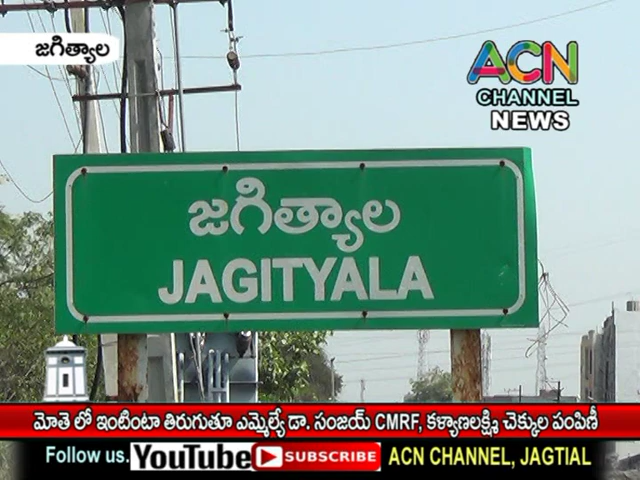 జగిత్యాల
ACN
CHANNEL
NEWS
జగిత్యాల
JAGITYALA
మోతె లో ఇంటింటా తిరుగుతూ ఎమ్మెల్యే డా. సంజయ్ CMRF, కళ్యాణలక్ష్మి చెక్కుల పంపిణీ
Follow us. YouTube SUBSCRIBE ACN CHANNEL, JAGTIAL